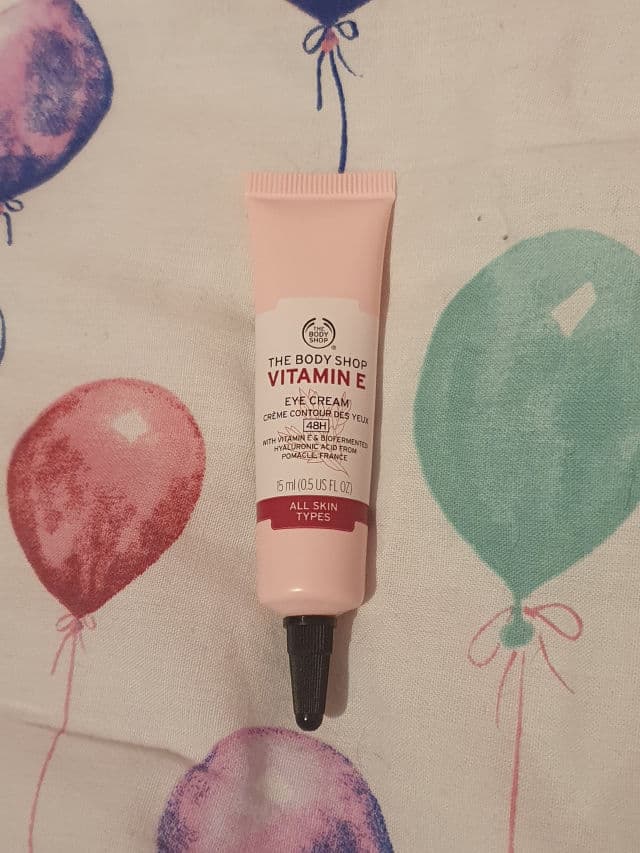 THE
BODY
SHOP
®
THE BODY SHOP
VITAMIN E
EYE CREAM
CRÈME CONTOUR DES YEUX
48H
WITH VITAMIN E & BIOFERMENTED
HYALURONIC ACID FROM
POMACLE, FRANCE
15 ml (0.5 US FL OZ)
ALL SKIN
TYPES